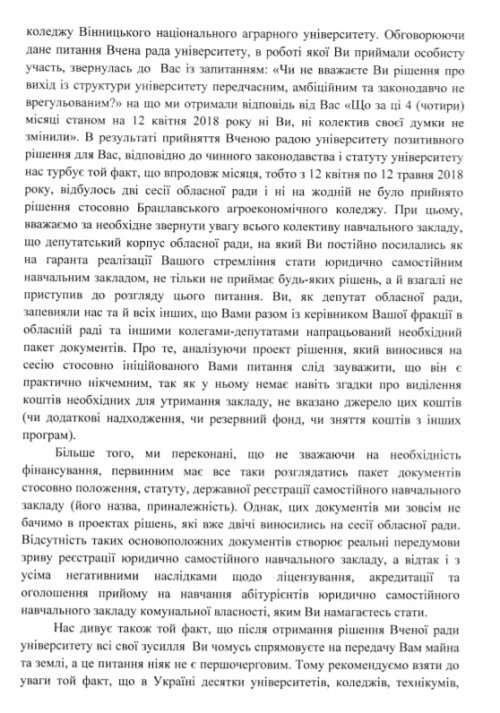 коледжу Вінницького національного аграрного університету. Обговорюючи
дане питання Вчена рада університету, в роботі якої Ви приймали особисту
участь, звернулась до Вас із запитанням: «Чи не вважаєте Ви рішення про
вихід із структури університету передчасним, амбіційним та законодавчо не
врегульованим?» на що ми отримали відповідь від Вас «Що за ці 4 (чотири)
місяці станом на 12 квітня 2018 року ні Ви, ні колектив своєї думки не
змінили». В результаті прийняття Вченою радою університету позитивного
рішення для Вас, відповідно до чинного законодавства і статуту університету
нас турбує той факт, що впродовж місяця, тобто з 12 квітня по 12 травня 2018
року, відбулось дві сесії обласної ради і ні на жодній не було прийнято
рішення стосовно Брацлавського агроекономічного коледжу. При цьому,
вважаємо за необхідне звернути увагу всього колективу навчального закладу,
що депутатський корпус обласної ради, на який Ви постійно посилались як
на гаранта реалізації Вашого стремління стати юридично самостійним
навчальним закладом, не тільки не приймає будь-яких рішень, а й взагалі не
приступив до розгляду цього питання. Ви, як депутат обласної ради,
запевняли нас та й всіх інших, що Вами разом із керівником Вашої фракції в
обласній раді та іншими колегами-депутатами напрацьований необхідний
пакет документів. Про те, аналізуючи проект рішення, який виносився на
сесію стосовно ініційованого Вами питання слід зауважити, що він є
практично нікчемним, так як у ньому немає навіть згадки про виділення
коштів необхідних для утримання закладу, не вказано джерело цих коштів
(чи додаткові надходження, чи резервний фонд, чи зняття коштів з інших
програм).
Більше того, ми переконані, що не зважаючи на необхідність
фінансування, первинним має все таки розглядатись пакет документів
стосовно положення, статуту, державної реєстрації самостійного навчального
закладу (його назва, приналежність). Однак, цих документів ми зовсім не
бачимо в проектах рішень, які вже двічі виносились на сесії обласної ради.
Відсутність таких основоположних документів створює реальні передумови
зриву реєстрації юридично самостійного навчального закладу, а відтак і з
усіма негативними наслідками щодо ліцензування, акредитації та
оголошення прийому на навчання абітурієнтів юридично самостійного
навчального закладу комунальної власності, яким Ви намагаєтесь стати.
Нас дивує також той факт, що після отримання рішення Вченої ради
університету всі свої зусилля Ви чомусь спрямовуєте на передачу Вам майна
та землі, а це питання ніяк не є першочерговим. Тому рекомендуємо взяти до
уваги той факт, що в Україні десятки університетів, коледжів, технікумів,